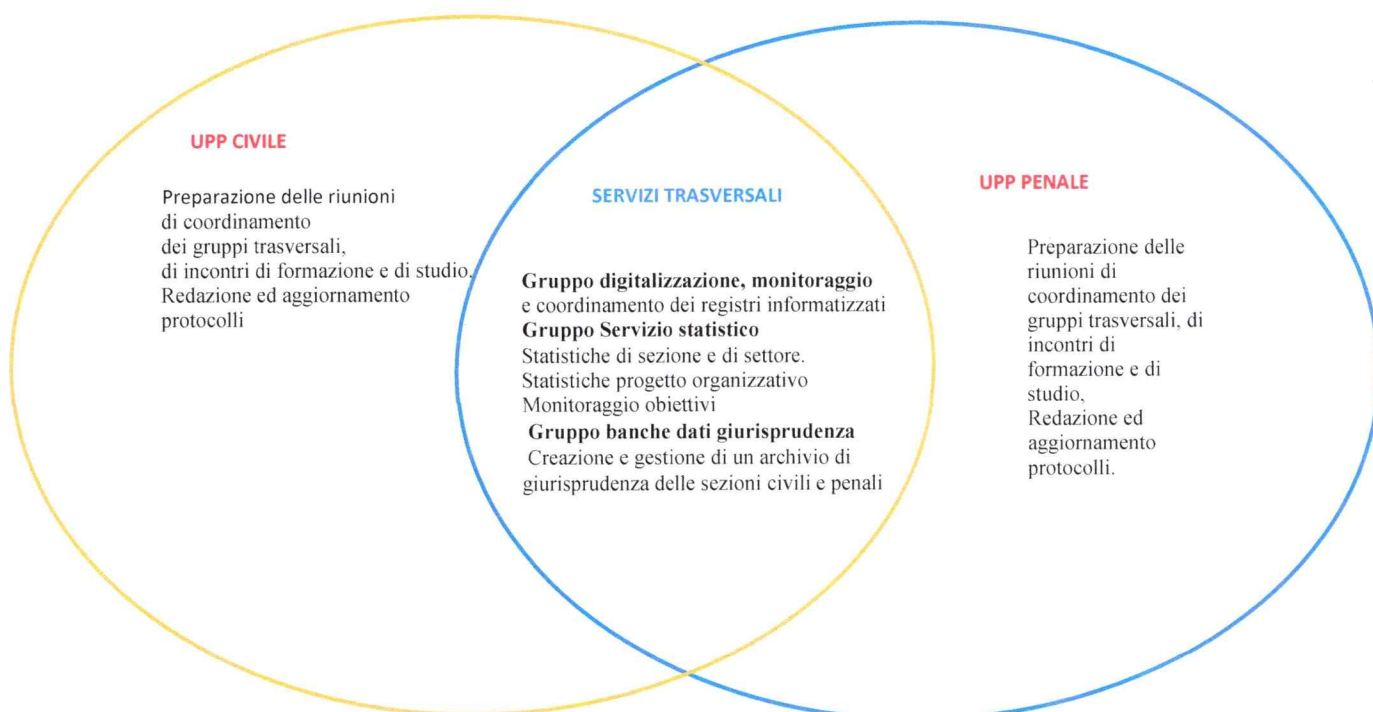 UPP CIVILE
Preparazione delle riunioni
di coordinamento
dei gruppi trasversali,
di incontri di formazione e di studio,
Redazione ed aggiornamento
protocolli
SERVIZI TRASVERSALI
Gruppo digitalizzazione, monitoraggio
e coordinamento dei registri informatizzati
Gruppo Servizio statistico
Statistiche di sezione e di settore.
Statistiche progetto organizzativo
Monitoraggio obiettivi
Gruppo banche dati giurisprudenza
Creazione e gestione di un archivio di
giurisprudenza delle sezioni civili e penali
UPP PENALE
Preparazione delle
riunioni di
coordinamento dei
gruppi trasversali, di
incontri di
formazione e di
studio,
Redazione ed
aggiornamento
protocolli.